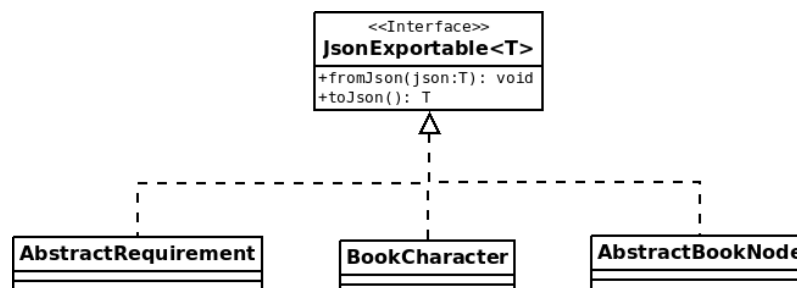 <<Interface>>
JsonExportable<T>
+fromJson(json:T): void
+toJson(): T
AbstractRequirement
BookCharacter
AbstractBookNode